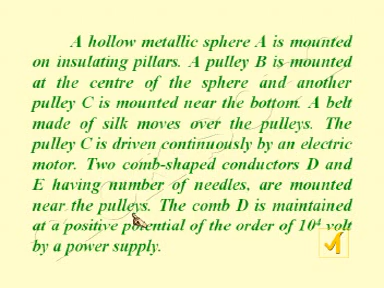 A hollow metallic sphere A is mounted
on insulating pillars. A pulley B is mounted
at the centre of the sphere and another
pulley C is mounted near the bottom. A belt
made of silk moves over the pulleys. The
pulley C is driven continuously by an electric
motor. Two comb-shaped conductors D and
E having number of needles, are mounted
near the pulleys. The comb D is maintained
at a positive potential of the order of 10⁴ volt
by a power supply.